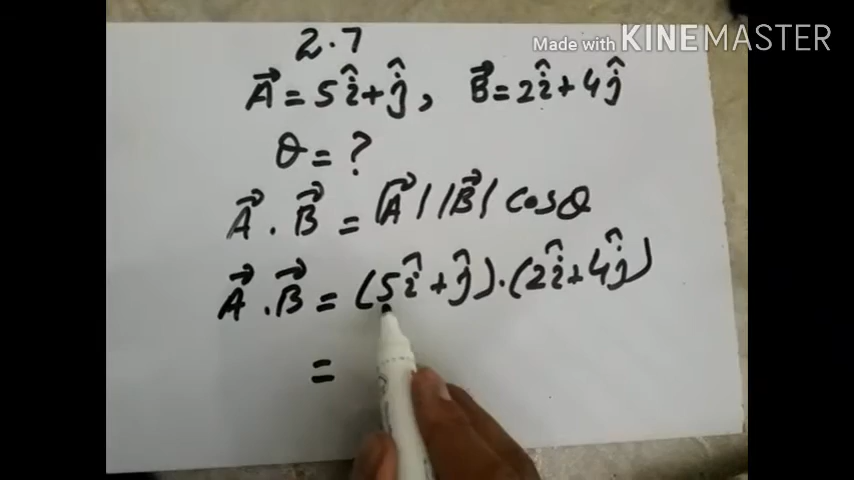 Made with KINEMASTER
2.7
A⃗ = 5î + ĵ, B⃗ = 2î + 4ĵ
θ = ?
A⃗ . B⃗ = |A⃗| |B⃗| cosθ
A⃗ . B⃗ = (5î + ĵ) . (2î + 4ĵ)
=